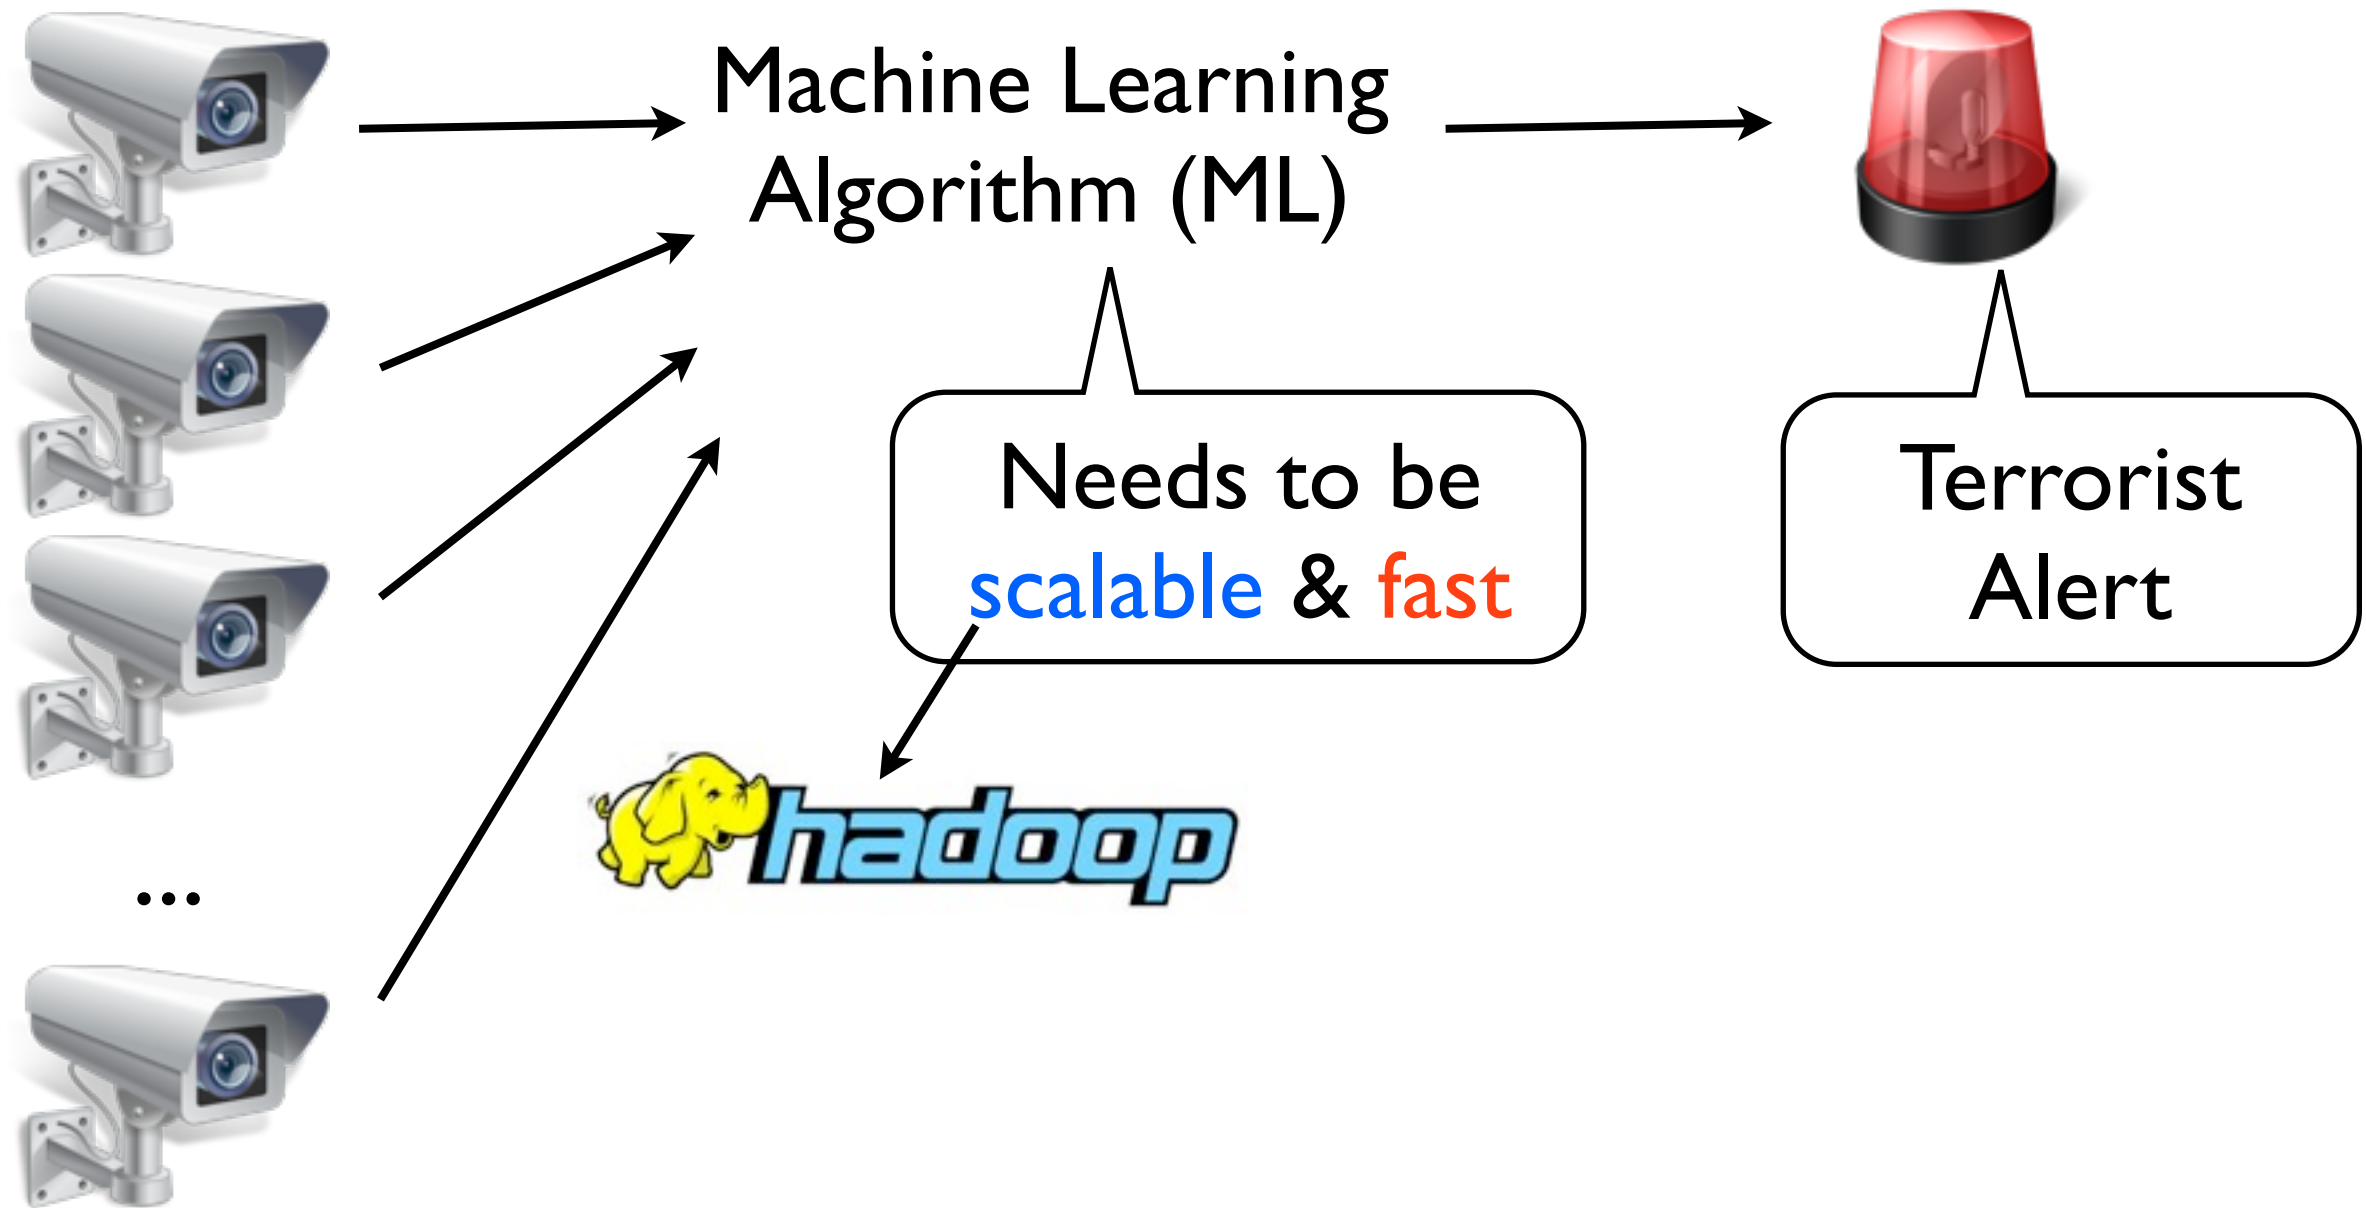 Machine Learning
Algorithm (ML)
Needs to be
scalable & fast
Terrorist
Alert
hadoop
...